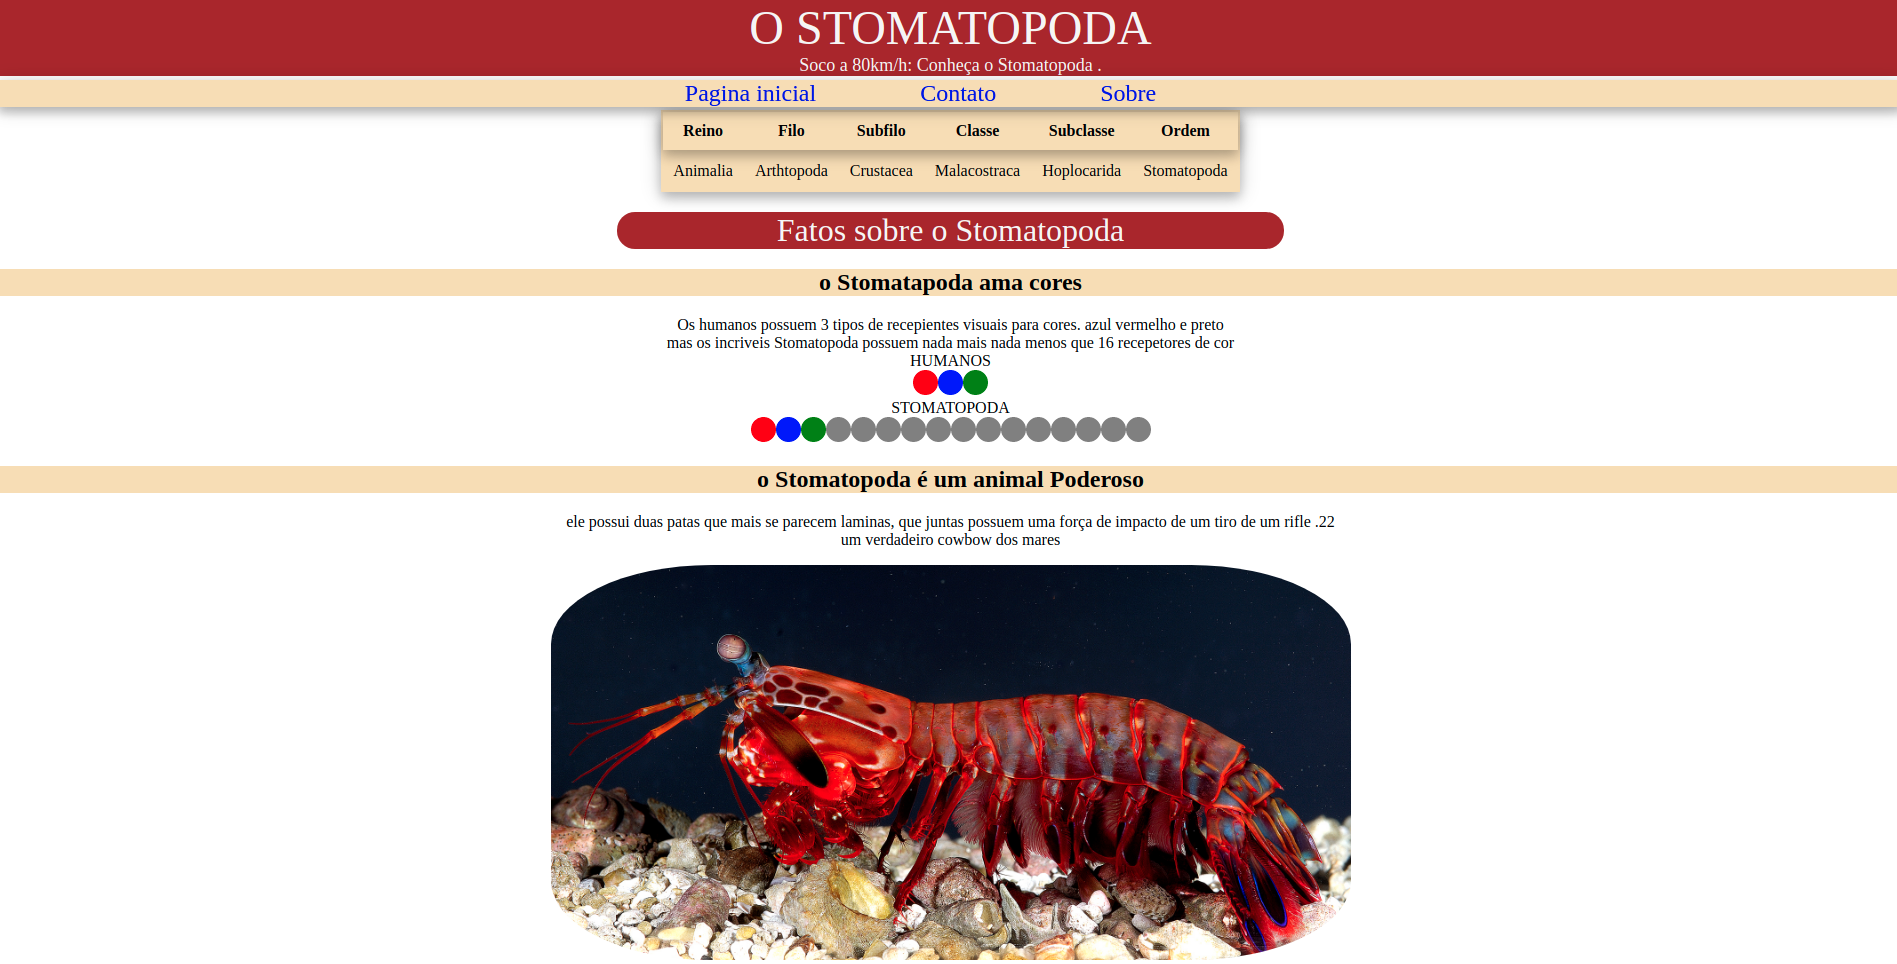 O STOMATOPODA
Soco a 80km/h: Conheça o Stomatopoda .
Pagina inicial Contato Sobre
Reino Filo Subfilo Classe Subclasse Ordem
Animalia Arthtopoda Crustacea Malacostraca Hoplocarida Stomatopoda
Fatos sobre o Stomatopoda
o Stomatapoda ama cores
Os humanos possuem 3 tipos de recepientes visuais para cores. azul vermelho e preto
mas os incriveis Stomatopoda possuem nada mais nada menos que 16 recepetores de cor
HUMANOS
STOMATOPODA
o Stomatopoda é um animal Poderoso
ele possui duas patas que mais se parecem laminas, que juntas possuem uma força de impacto de um tiro de um rifle .22
um verdadeiro cowbow dos mares